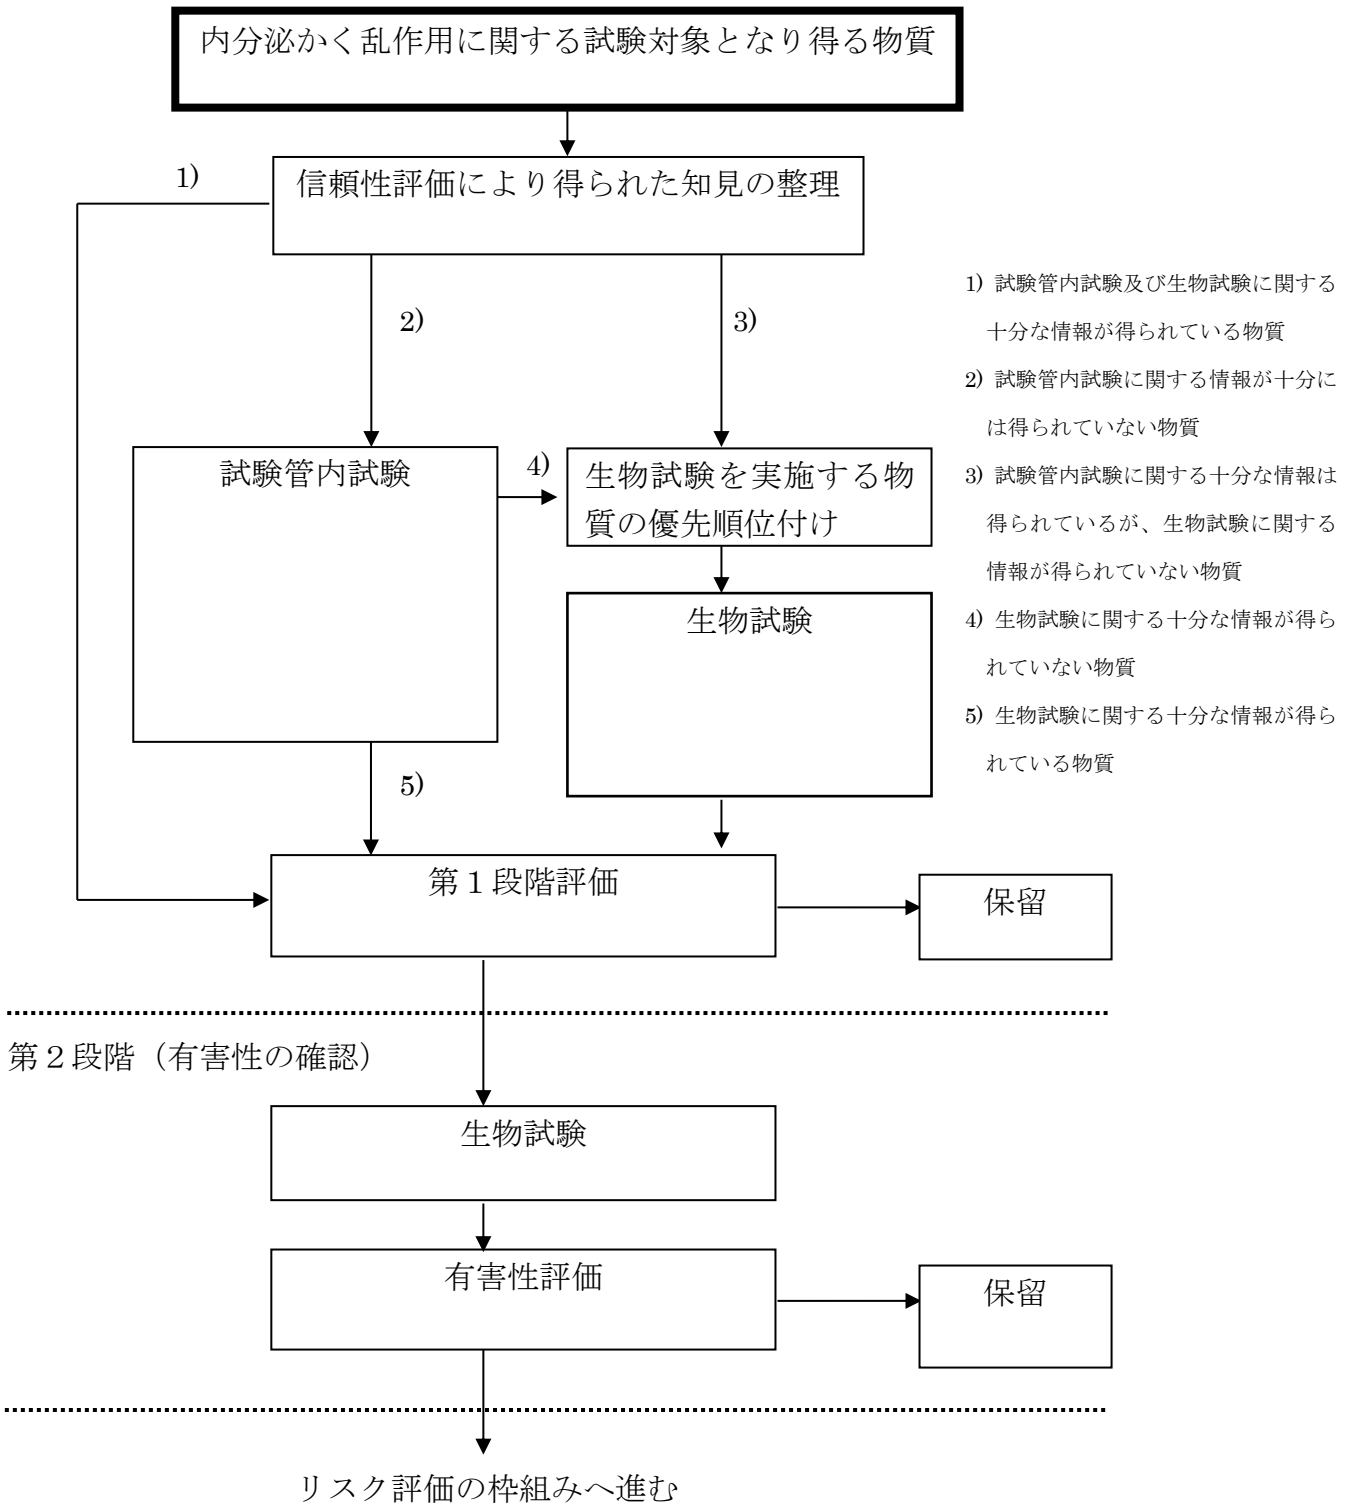 内分泌かく乱作用に関する試験対象となり得る物質
1)
信頼性評価により得られた知見の整理
2)
3)
1) 試験管内試験及び生物試験に関する
十分な情報が得られている物質
2) 試験管内試験に関する情報が十分に
は得られていない物質
3) 試験管内試験に関する十分な情報は
得られているが、生物試験に関する
情報が得られていない物質
4) 生物試験に関する十分な情報が得ら
れていない物質
5) 生物試験に関する十分な情報が得ら
れている物質
試験管内試験
4)
生物試験を実施する物
質の優先順位付け
生物試験
5)
第１段階評価
保留
第２段階（有害性の確認）
生物試験
有害性評価
保留
リスク評価の枠組みへ進む